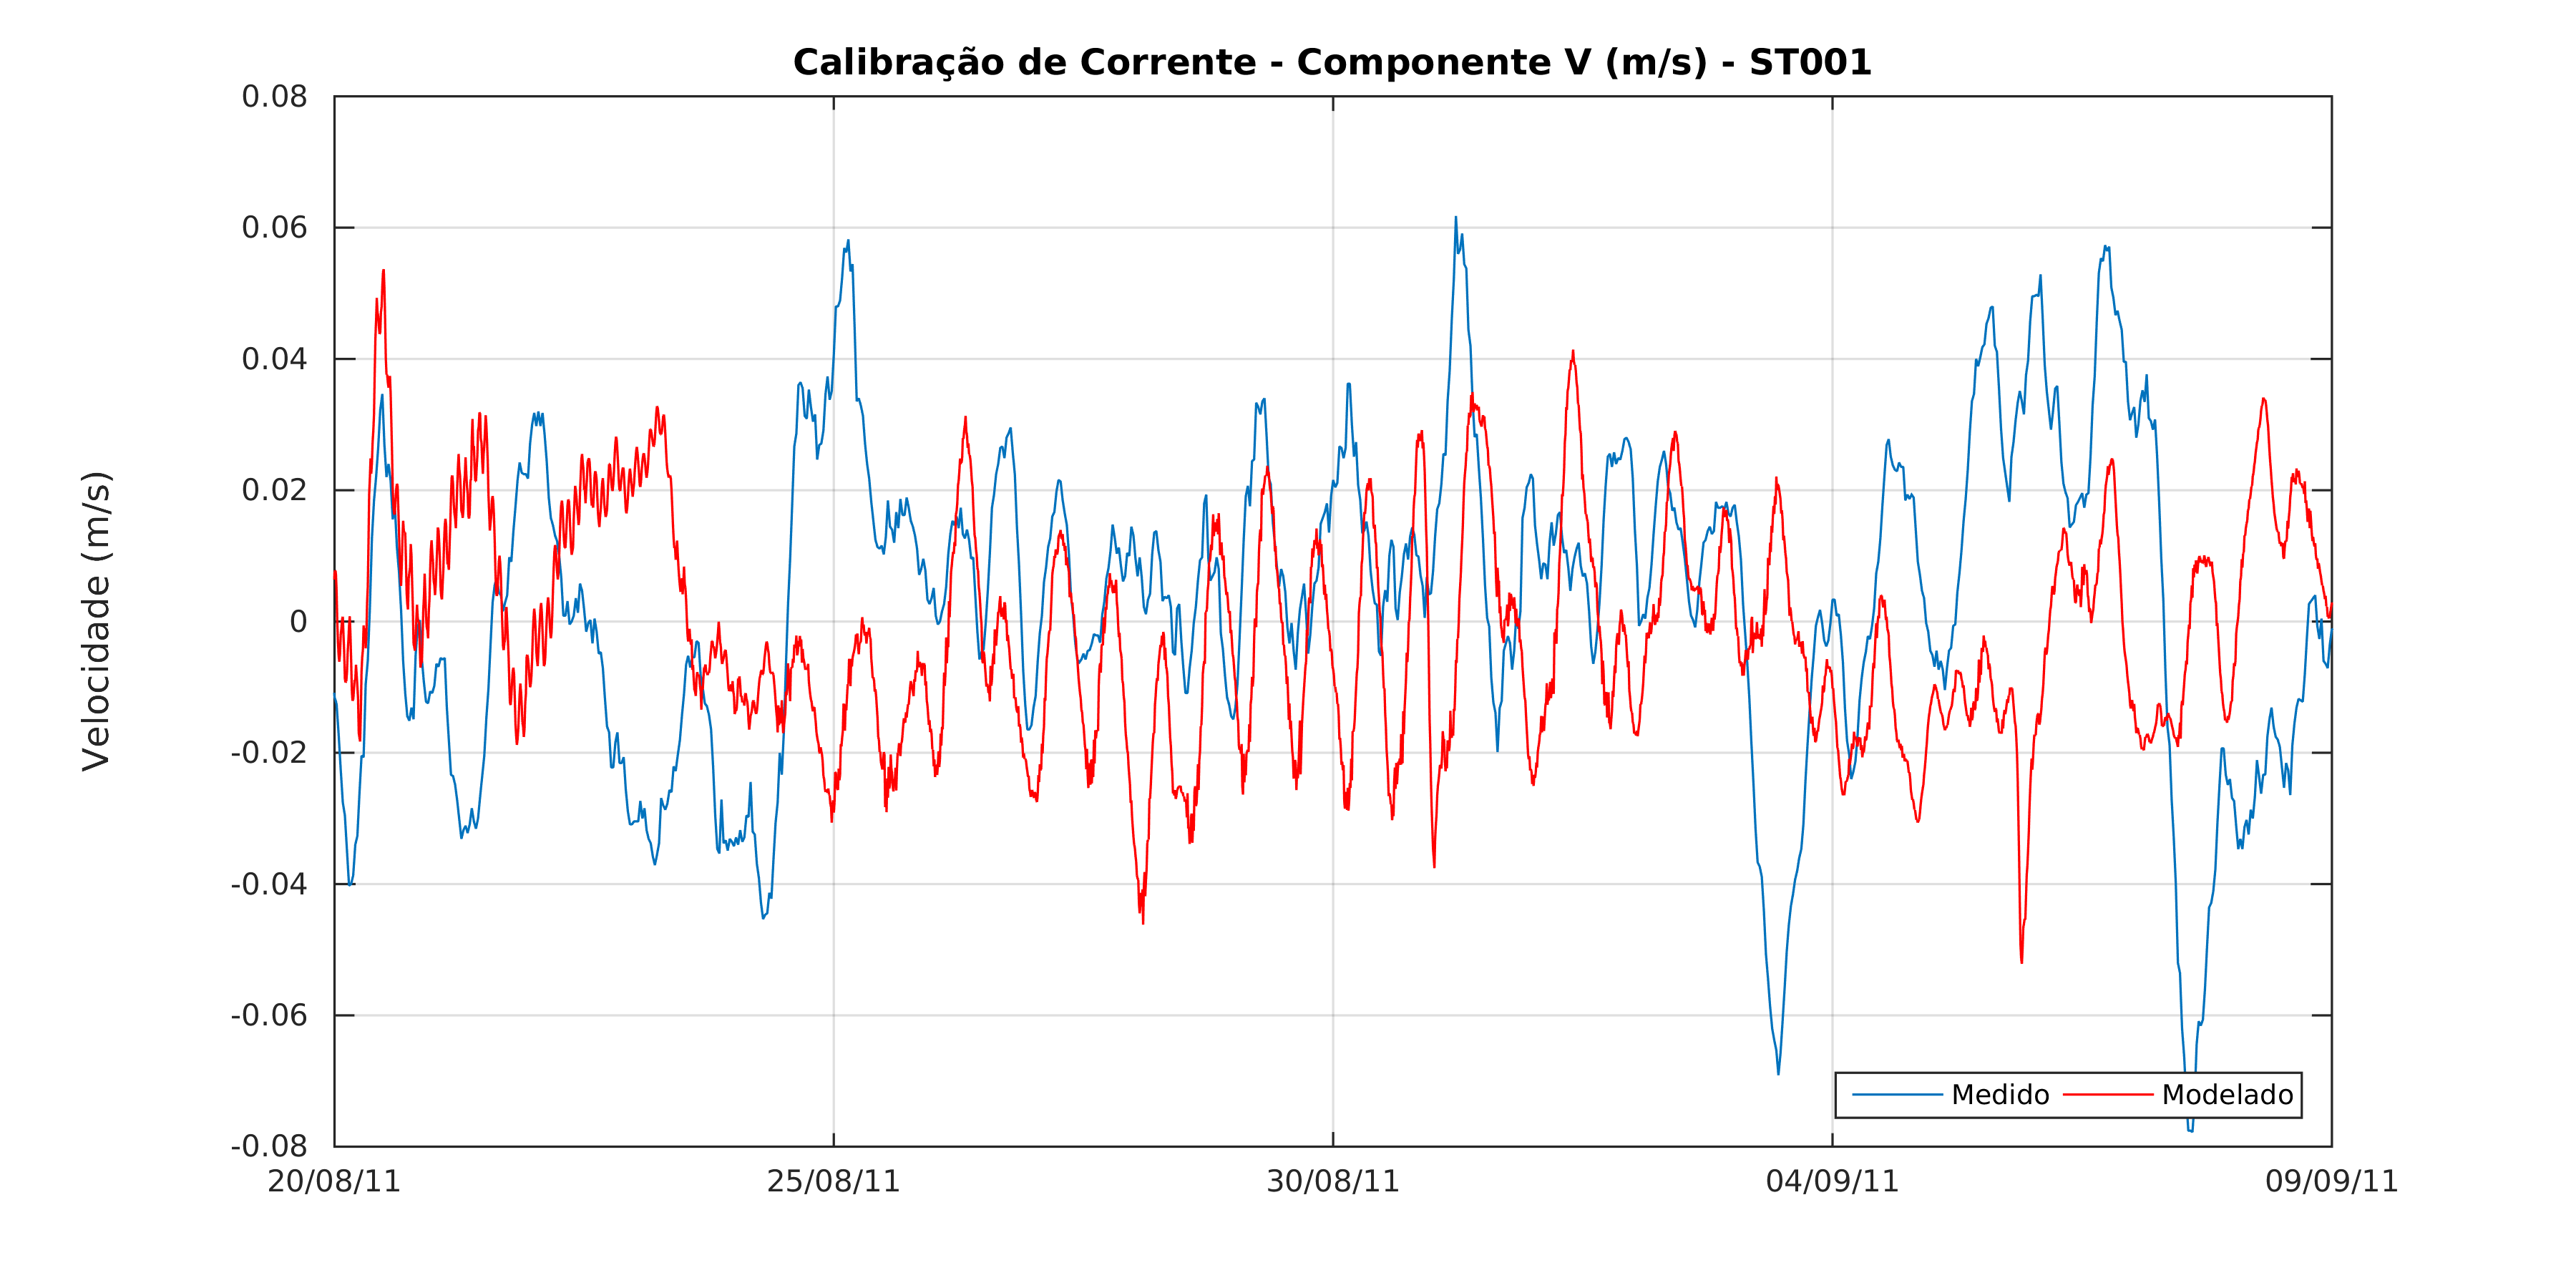 Calibração de Corrente - Componente V (m/s) - ST001
Velocidade (m/s)
0.08
0.06
0.04
0.02
0
-0.02
-0.04
-0.06
-0.08
20/08/11 25/08/11 30/08/11 04/09/11 09/09/11
Medido Modelado